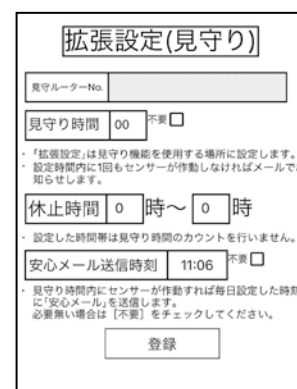 拡張設定(見守り)
見守ルーターNo.
見守り時間 00 不要
・「拡張設定」は見守り機能を使用する場所に設定します。
・ 設定時間内に1回もセンサーが作動しなければメールで
知らせします。
休止時間 0 時〜 0 時
・ 設定した時間帯は見守り時間のカウントを行いません。
安心メール送信時刻 11:06 不要
・ 見守り時間内にセンサーが作動すれば毎日設定した時刻
に「安心メール」を送信します。
必要無い場合は［不要］をチェックしてください。
登録